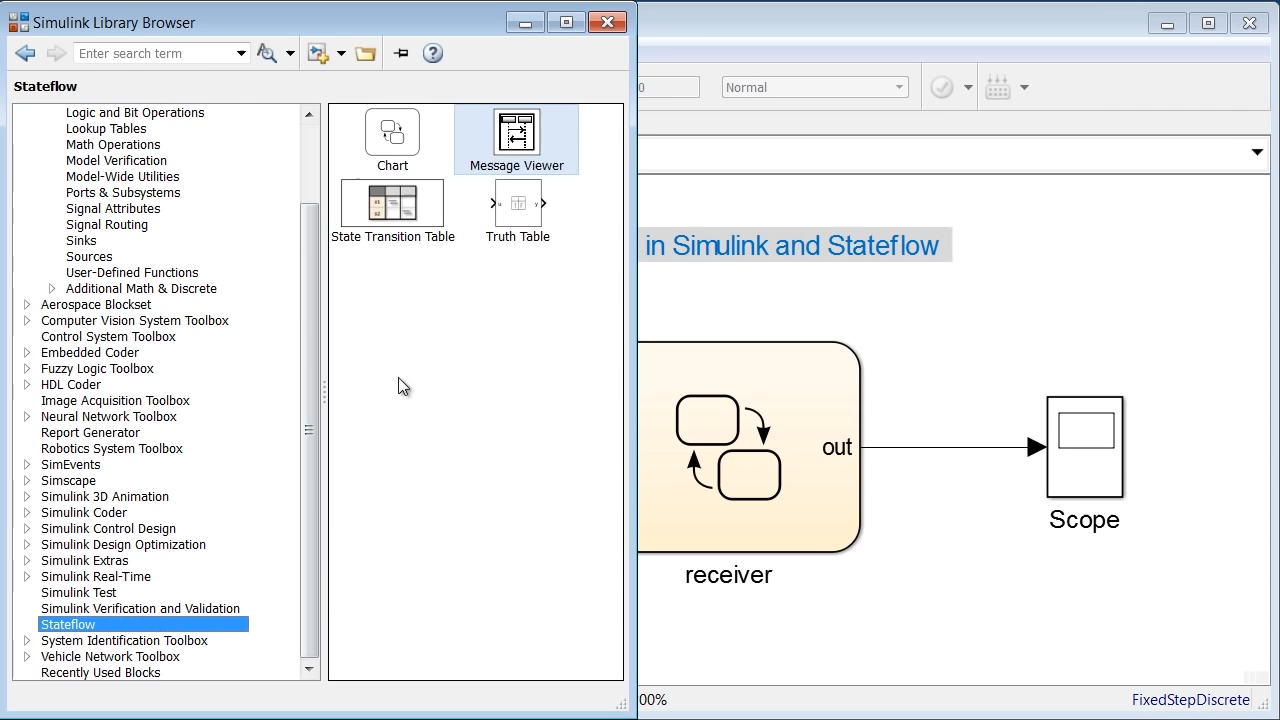 Simulink Library Browser
Enter search term
Stateflow
Logic and Bit Operations
Lookup Tables
Math Operations
Model Verification
Model-Wide Utilities
Ports & Subsystems
Signal Attributes
Signal Routing
Sinks
Sources
User-Defined Functions
Additional Math & Discrete
Aerospace Blockset
Computer Vision System Toolbox
Control System Toolbox
Embedded Coder
Fuzzy Logic Toolbox
HDL Coder
Image Acquisition Toolbox
Neural Network Toolbox
Report Generator
Robotics System Toolbox
SimEvents
Simscape
Simulink 3D Animation
Simulink Coder
Simulink Control Design
Simulink Design Optimization
Simulink Extras
Simulink Real-Time
Simulink Test
Simulink Verification and Validation
Stateflow
System Identification Toolbox
Vehicle Network Toolbox
Recently Used Blocks
Chart
Message Viewer
State Transition Table
Truth Table
0
Normal
in Simulink and Stateflow
out
receiver
Scope
00%
FixedStepDiscrete